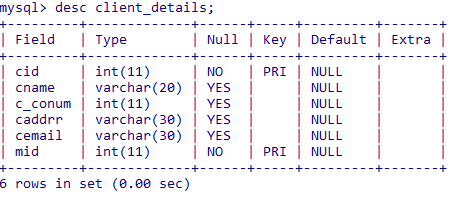 mysql> desc client_details;
+---------+-------------+------+-----+---------+-------+
| Field | Type | Null | Key | Default | Extra |
+---------+-------------+------+-----+---------+-------+
| cid | int(11) | NO | PRI | NULL | |
| cname | varchar(20) | YES | | NULL | |
| c_conum | int(11) | YES | | NULL | |
| caddrr | varchar(30) | YES | | NULL | |
| cemail | varchar(30) | YES | | NULL | |
| mid | int(11) | NO | PRI | NULL | |
+---------+-------------+------+-----+---------+-------+
6 rows in set (0.00 sec)